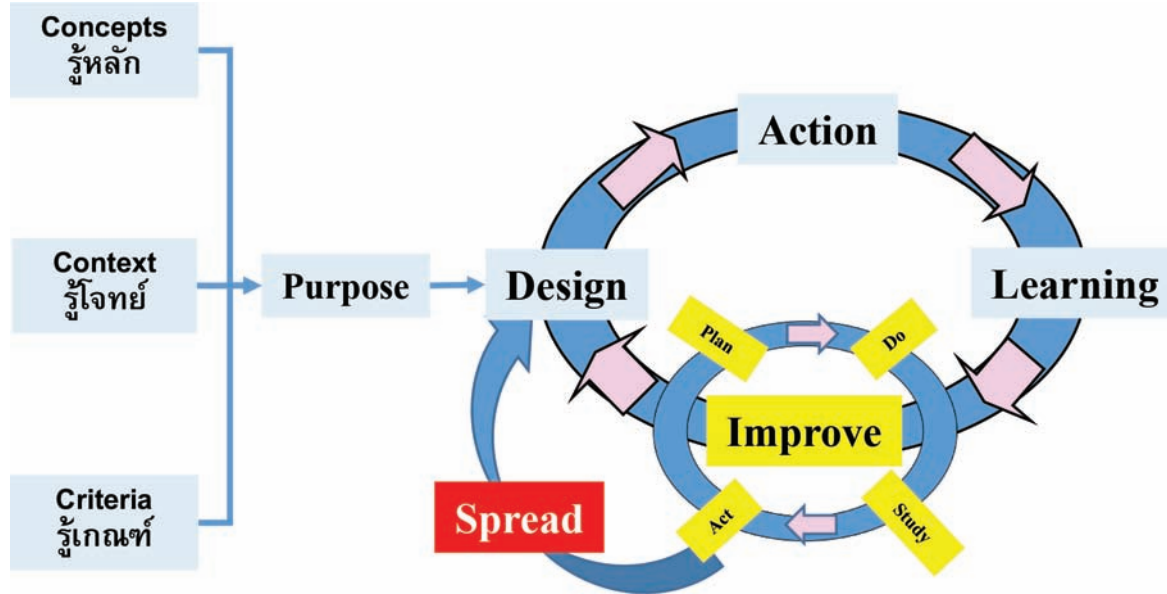 Concepts
รู้หลัก
Action
Context
รู้โจทย์
Purpose
Design
Learning
Plan
Do
Improve
Criteria
รู้เกณฑ์
Spread
Act
Study